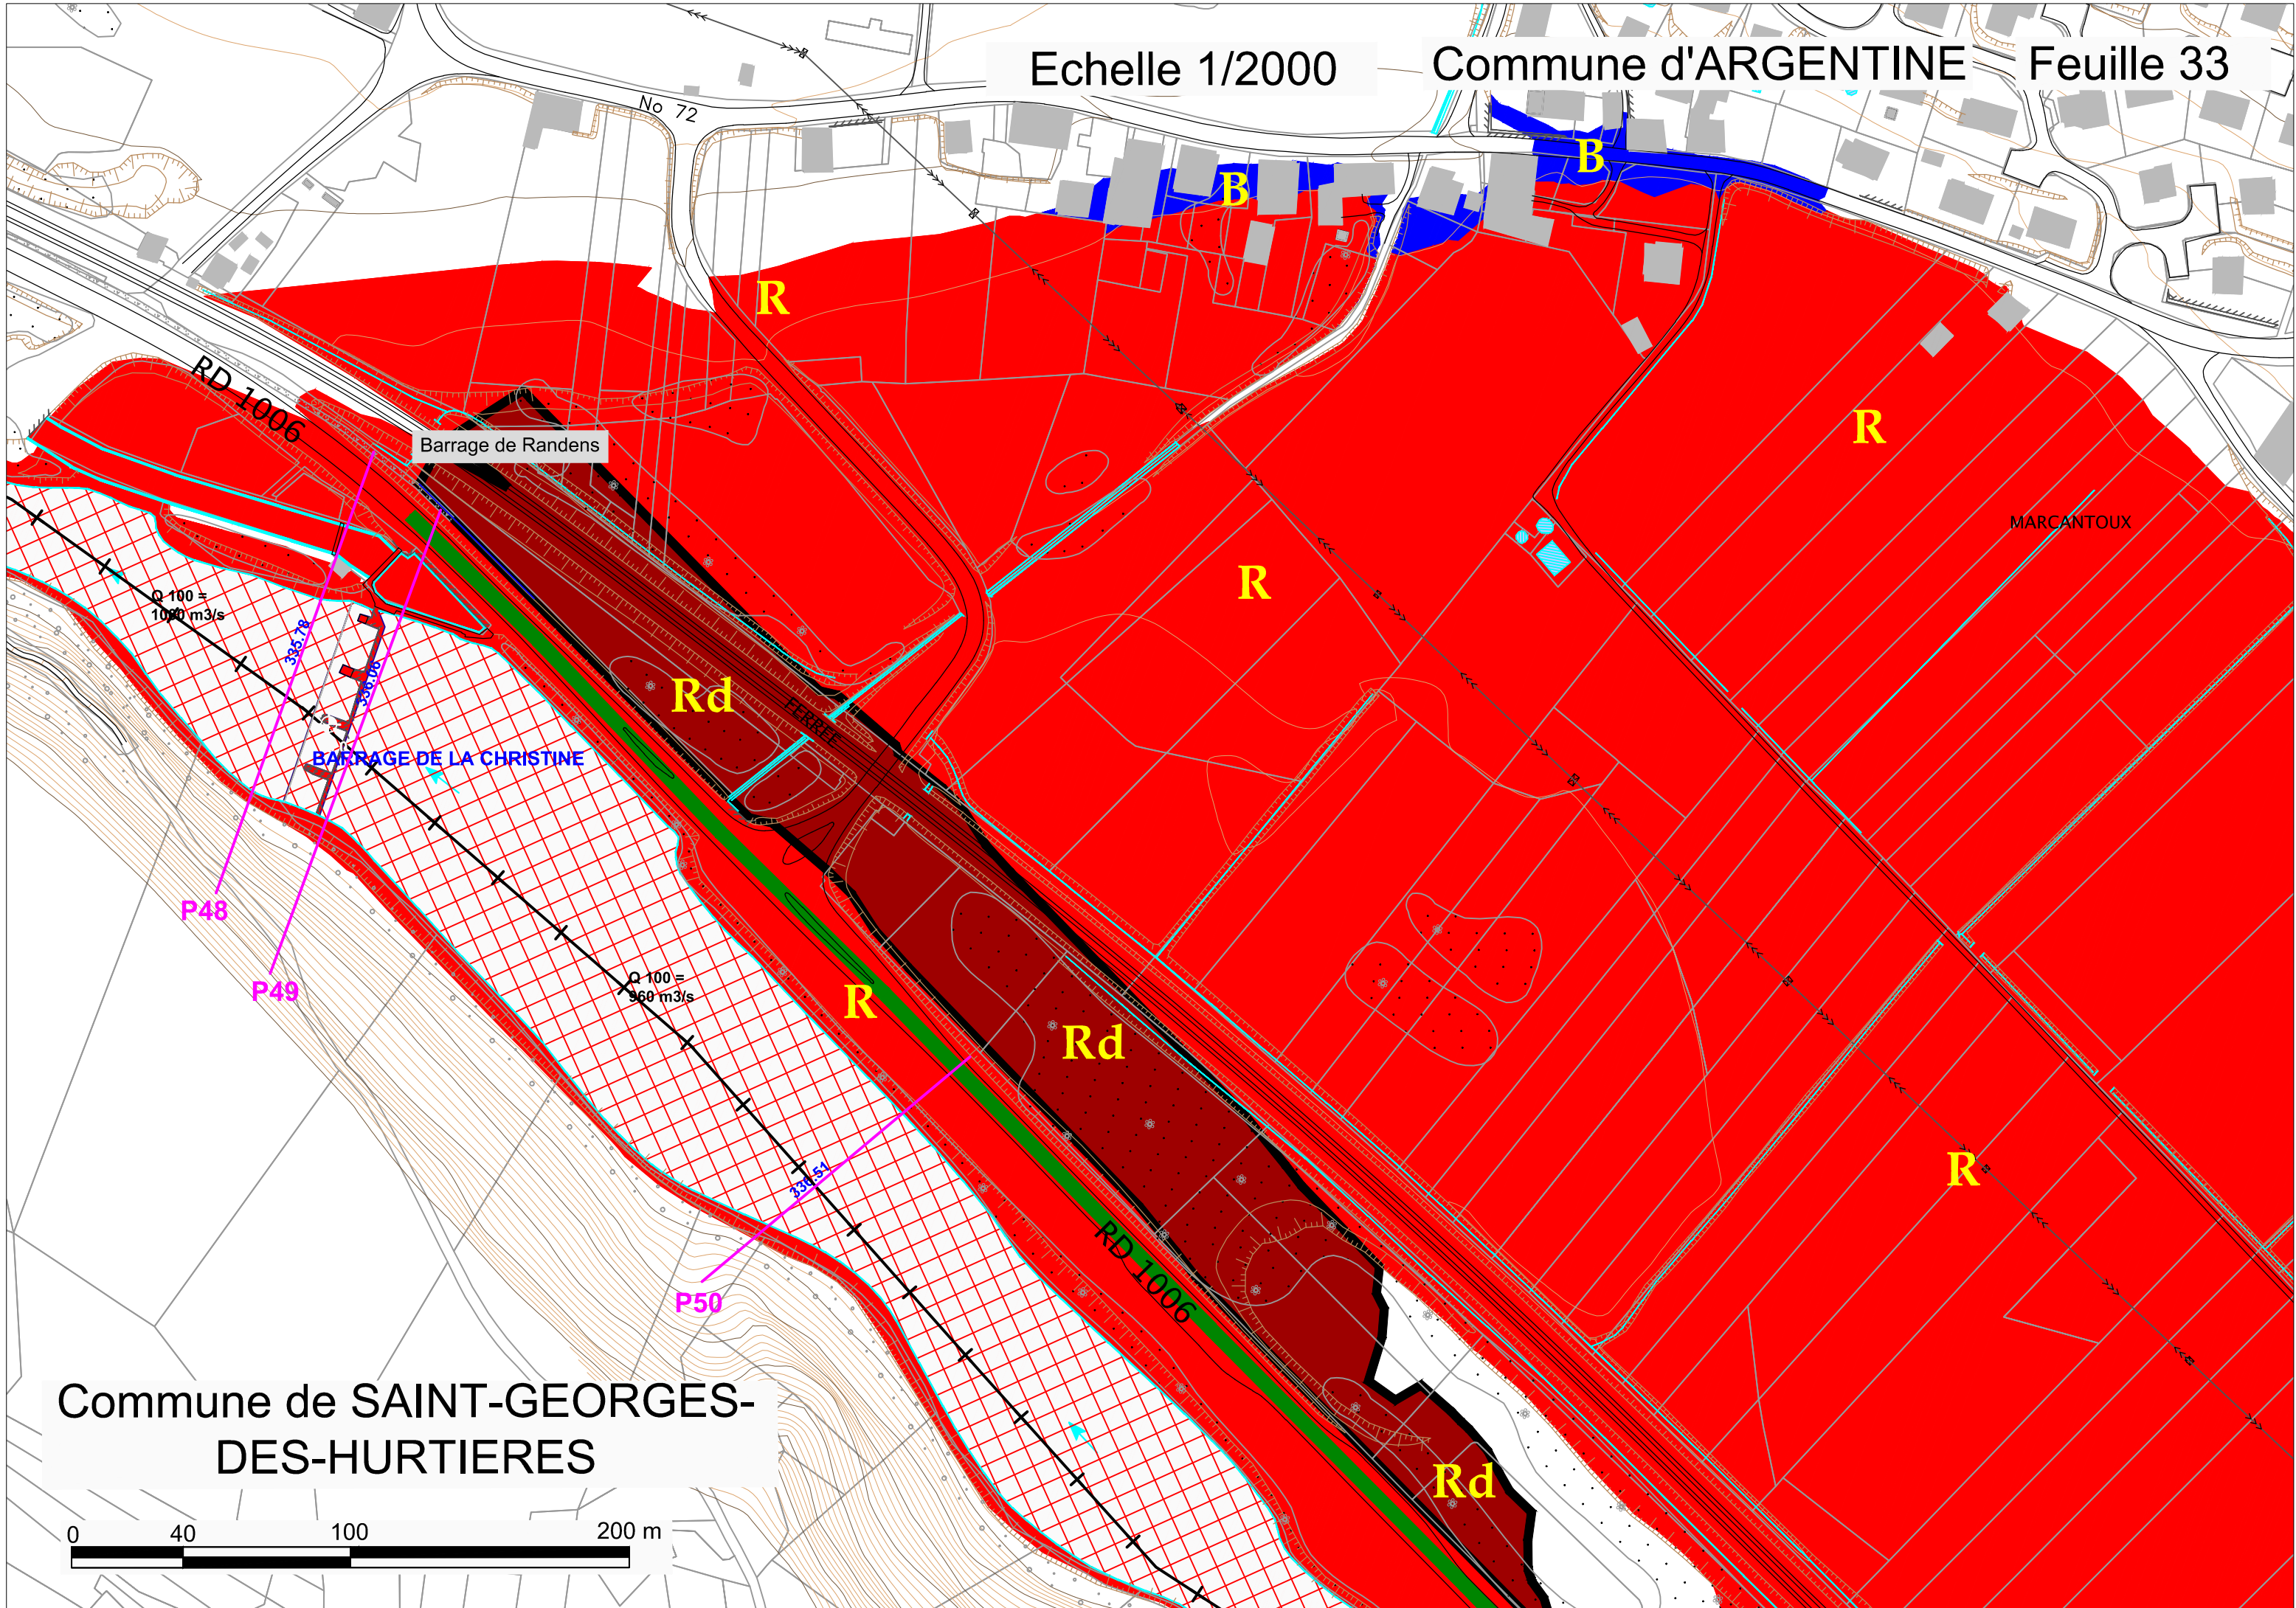 Echelle 1/2000
Commune d'ARGENTINE
Feuille 33
No 72
B
B
R
RD 1006
Barrage de Randens
R
MARCANTOUX
R
Q 100 =
1060 m3/s
335.78
336.06
Rd
FERREE
BARRAGE DE LA CHRISTINE
P48
P49
Q 100 =
960 m3/s
R
Rd
R
336.51
P50
RD 1006
Commune de SAINT-GEORGES-
DES-HURTIERES
Rd
0 40 100 200 m